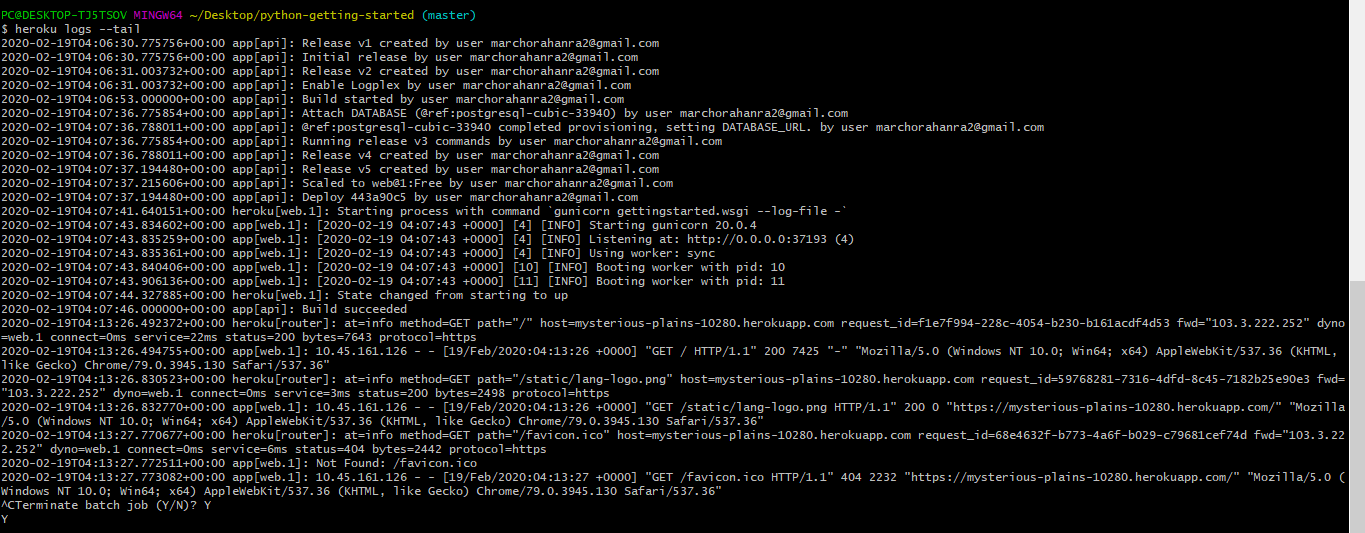 PC@DESKTOP-TJ5TSOV MINGW64 ~/Desktop/python-getting-started (master)
$ heroku logs --tail
2020-02-19T04:06:30.775756+00:00 app[api]: Release v1 created by user marchorahanra2@gmail.com
2020-02-19T04:06:30.775756+00:00 app[api]: Initial release by user marchorahanra2@gmail.com
2020-02-19T04:06:31.003732+00:00 app[api]: Release v2 created by user marchorahanra2@gmail.com
2020-02-19T04:06:31.003732+00:00 app[api]: Enable Logplex by user marchorahanra2@gmail.com
2020-02-19T04:06:53.000000+00:00 app[api]: Build started by user marchorahanra2@gmail.com
2020-02-19T04:07:36.775854+00:00 app[api]: Attach DATABASE (@ref:postgresql-cubic-33940) by user marchorahanra2@gmail.com
2020-02-19T04:07:36.788011+00:00 app[api]: @ref:postgresql-cubic-33940 completed provisioning, setting DATABASE_URL. by user marchorahanra2@gmail.com
2020-02-19T04:07:36.775854+00:00 app[api]: Running release v3 commands by user marchorahanra2@gmail.com
2020-02-19T04:07:36.788011+00:00 app[api]: Release v4 created by user marchorahanra2@gmail.com
2020-02-19T04:07:37.194480+00:00 app[api]: Release v5 created by user marchorahanra2@gmail.com
2020-02-19T04:07:37.215606+00:00 app[api]: Scaled to web@1:Free by user marchorahanra2@gmail.com
2020-02-19T04:07:37.194480+00:00 app[api]: Deploy 443a90c5 by user marchorahanra2@gmail.com
2020-02-19T04:07:41.640151+00:00 heroku[web.1]: Starting process with command `gunicorn gettingstarted.wsgi --log-file -`
2020-02-19T04:07:43.834602+00:00 app[web.1]: [2020-02-19 04:07:43 +0000] [4] [INFO] Starting gunicorn 20.0.4
2020-02-19T04:07:43.835259+00:00 app[web.1]: [2020-02-19 04:07:43 +0000] [4] [INFO] Listening at: http://0.0.0.0:37193 (4)
2020-02-19T04:07:43.835361+00:00 app[web.1]: [2020-02-19 04:07:43 +0000] [4] [INFO] Using worker: sync
2020-02-19T04:07:43.840406+00:00 app[web.1]: [2020-02-19 04:07:43 +0000] [10] [INFO] Booting worker with pid: 10
2020-02-19T04:07:43.906136+00:00 app[web.1]: [2020-02-19 04:07:43 +0000] [11] [INFO] Booting worker with pid: 11
2020-02-19T04:07:44.327885+00:00 heroku[web.1]: State changed from starting to up
2020-02-19T04:07:46.000000+00:00 app[api]: Build succeeded
2020-02-19T04:13:26.492372+00:00 heroku[router]: at=info method=GET path="/" host=mysterious-plains-10280.herokuapp.com request_id=f1e7f994-228c-4054-b230-b161acdf4d53 fwd="103.3.222.252" dyno
=web.1 connect=0ms service=22ms status=200 bytes=7643 protocol=https
2020-02-19T04:13:26.494755+00:00 app[web.1]: 10.45.161.126 - - [19/Feb/2020:04:13:26 +0000] "GET / HTTP/1.1" 200 7425 "-" "Mozilla/5.0 (Windows NT 10.0; Win64; x64) AppleWebKit/537.36 (KHTML,
like Gecko) Chrome/79.0.3945.130 Safari/537.36"
2020-02-19T04:13:26.830523+00:00 heroku[router]: at=info method=GET path="/static/lang-logo.png" host=mysterious-plains-10280.herokuapp.com request_id=59768281-7316-4dfd-8c45-7182b25e90e3 fwd=
"103.3.222.252" dyno=web.1 connect=0ms service=3ms status=200 bytes=2498 protocol=https
2020-02-19T04:13:26.832770+00:00 app[web.1]: 10.45.161.126 - - [19/Feb/2020:04:13:26 +0000] "GET /static/lang-logo.png HTTP/1.1" 200 0 "https://mysterious-plains-10280.herokuapp.com/" "Mozilla
/5.0 (Windows NT 10.0; Win64; x64) AppleWebKit/537.36 (KHTML, like Gecko) Chrome/79.0.3945.130 Safari/537.36"
2020-02-19T04:13:27.770677+00:00 heroku[router]: at=info method=GET path="/favicon.ico" host=mysterious-plains-10280.herokuapp.com request_id=68e4632f-b773-4a6f-b029-c79681cef74d fwd="103.3.22
2.252" dyno=web.1 connect=0ms service=6ms status=404 bytes=2442 protocol=https
2020-02-19T04:13:27.772511+00:00 app[web.1]: Not Found: /favicon.ico
2020-02-19T04:13:27.773082+00:00 app[web.1]: 10.45.161.126 - - [19/Feb/2020:04:13:27 +0000] "GET /favicon.ico HTTP/1.1" 404 2232 "https://mysterious-plains-10280.herokuapp.com/" "Mozilla/5.0 (
Windows NT 10.0; Win64; x64) AppleWebKit/537.36 (KHTML, like Gecko) Chrome/79.0.3945.130 Safari/537.36"
^CTerminate batch job (Y/N)? Y
Y